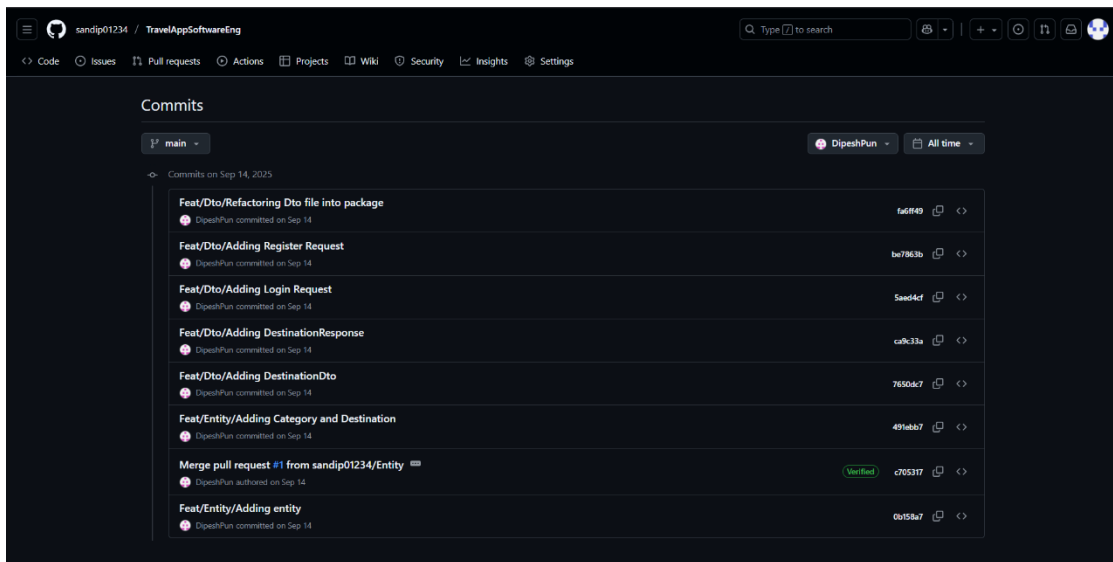 sandip01234 / TravelAppSoftwareEng
Type / to search
Code Issues Pull requests Actions Projects Wiki Security Insights Settings
Commits
main
DipeshPun
All time
Commits on Sep 14, 2025
Feat/Dto/Refactoring Dto file into package
fa6ff49
DipeshPun committed on Sep 14
Feat/Dto/Adding Register Request
be7863b
DipeshPun committed on Sep 14
Feat/Dto/Adding Login Request
5aed4cf
DipeshPun committed on Sep 14
Feat/Dto/Adding DestinationResponse
ca9c33a
DipeshPun committed on Sep 14
Feat/Dto/Adding DestinationDto
7650dc7
DipeshPun committed on Sep 14
Feat/Entity/Adding Category and Destination
491ebb7
DipeshPun committed on Sep 14
Merge pull request #1 from sandip01234/Entity
Verified c705317
DipeshPun authored on Sep 14
Feat/Entity/Adding entity
0b158a7
DipeshPun committed on Sep 14